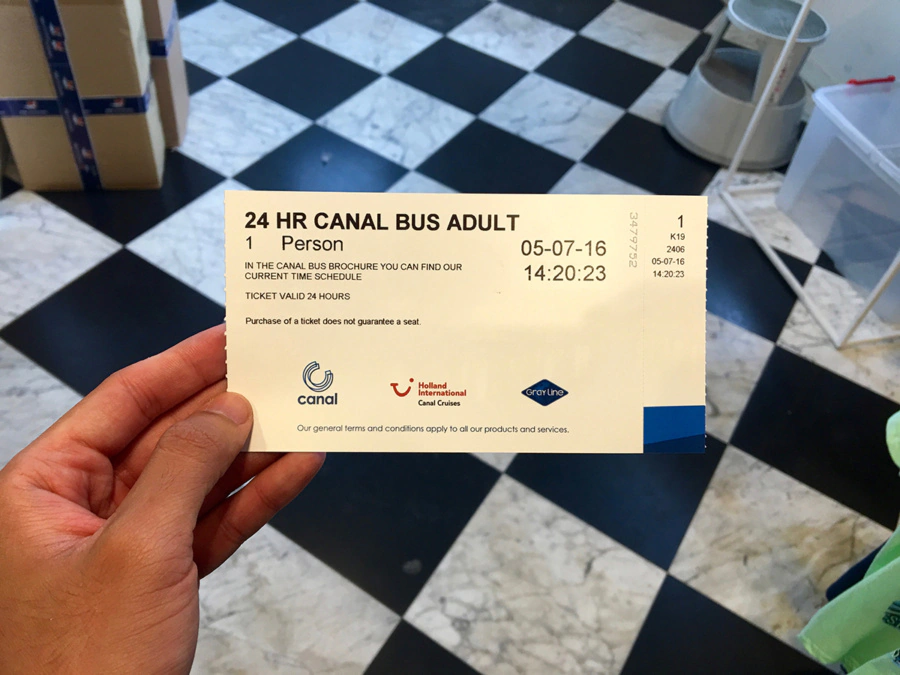 24 HR CANAL BUS ADULT
1 Person
IN THE CANAL BUS BROCHURE YOU CAN FIND OUR
CURRENT TIME SCHEDULE
TICKET VALID 24 HOURS
Purchase of a ticket does not guarantee a seat.
05-07-16
14:20:23
3479752
1
K19
2406
05-07-16
14:20:23
canal
Holland
International
Canal Cruises
GRAY LINE
Our general terms and conditions apply to all our products and services.